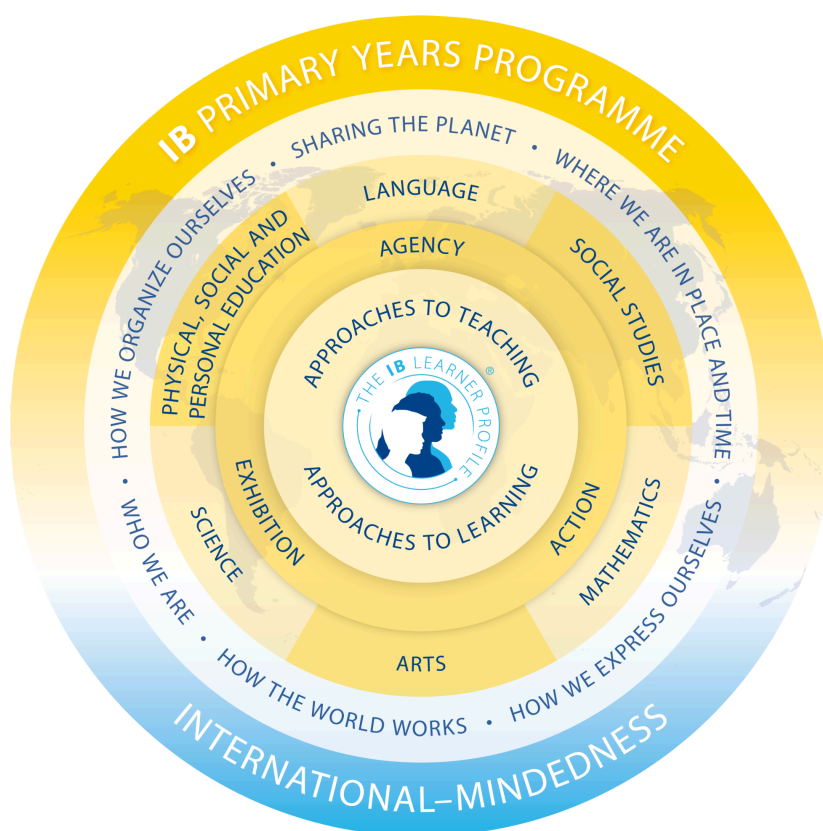 IB PRIMARY YEARS PROGRAMME
SHARING THE PLANET
•
WHERE WE ARE IN PLACE AND TIME
•
HOW WE EXPRESS OURSELVES
•
HOW THE WORLD WORKS
•
WHO WE ARE
•
HOW WE ORGANIZE OURSELVES
•
LANGUAGE
SOCIAL STUDIES
MATHEMATICS
ARTS
SCIENCE
PHYSICAL, SOCIAL AND
PERSONAL EDUCATION
AGENCY
ACTION
EXHIBITION
APPROACHES TO TEACHING
APPROACHES TO LEARNING
• THE IB LEARNER PROFILE •
®
INTERNATIONAL–MINDEDNESS